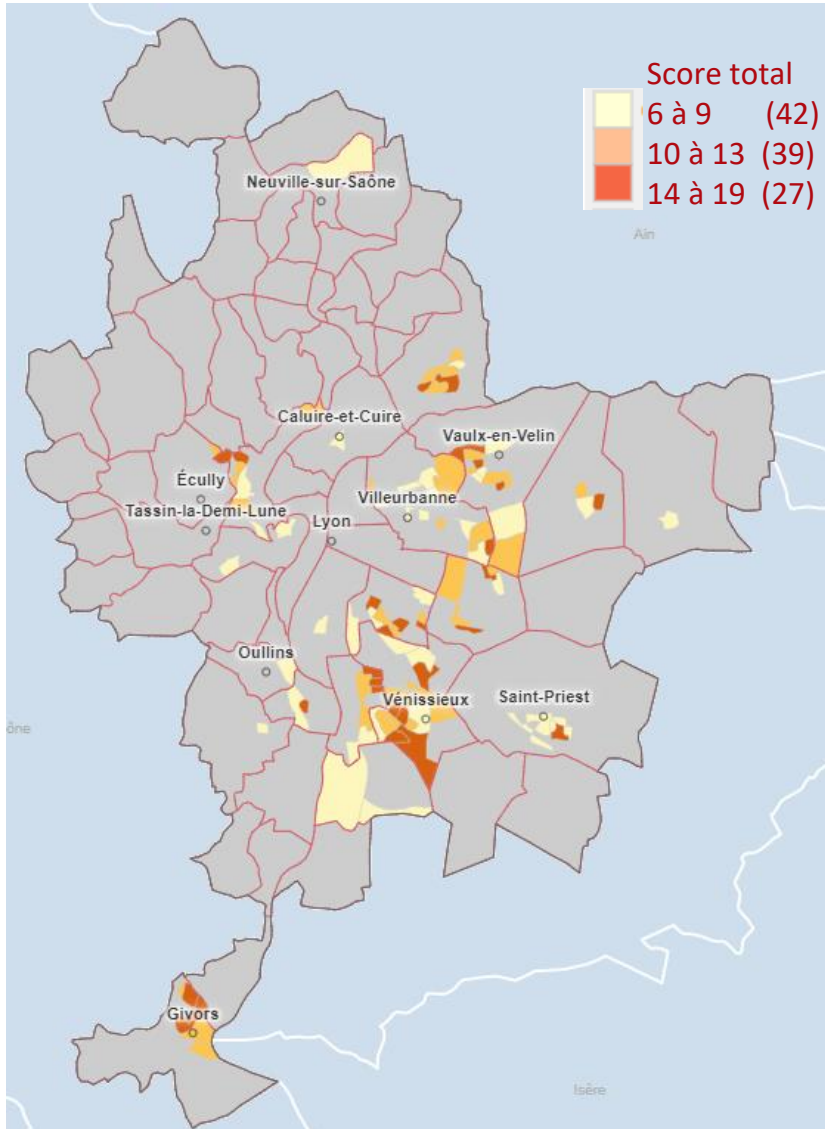 Score total
6 à 9 (42)
10 à 13 (39)
14 à 19 (27)
Neuville-sur-Saône
Ain
Caluire-et-Cuire
Vaulx-en-Velin
Écully
Villeurbanne
Tassin-la-Demi-Lune
Lyon
Oullins
Vénissieux
Saint-Priest
ône
Givors
Isère